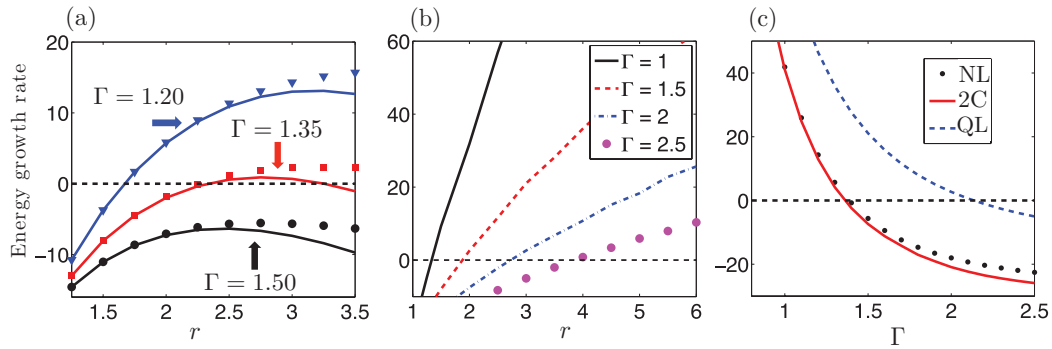 (a)
Energy growth rate
20
10
0
−10
Γ = 1.20
Γ = 1.35
Γ = 1.50
1.5 2 2.5 3 3.5
r
(b)
60
40
20
0
Γ = 1
Γ = 1.5
Γ = 2
Γ = 2.5
1 2 3 4 5 6
r
(c)
40
20
0
−20
NL
2C
QL
1 1.5 2 2.5
Γ